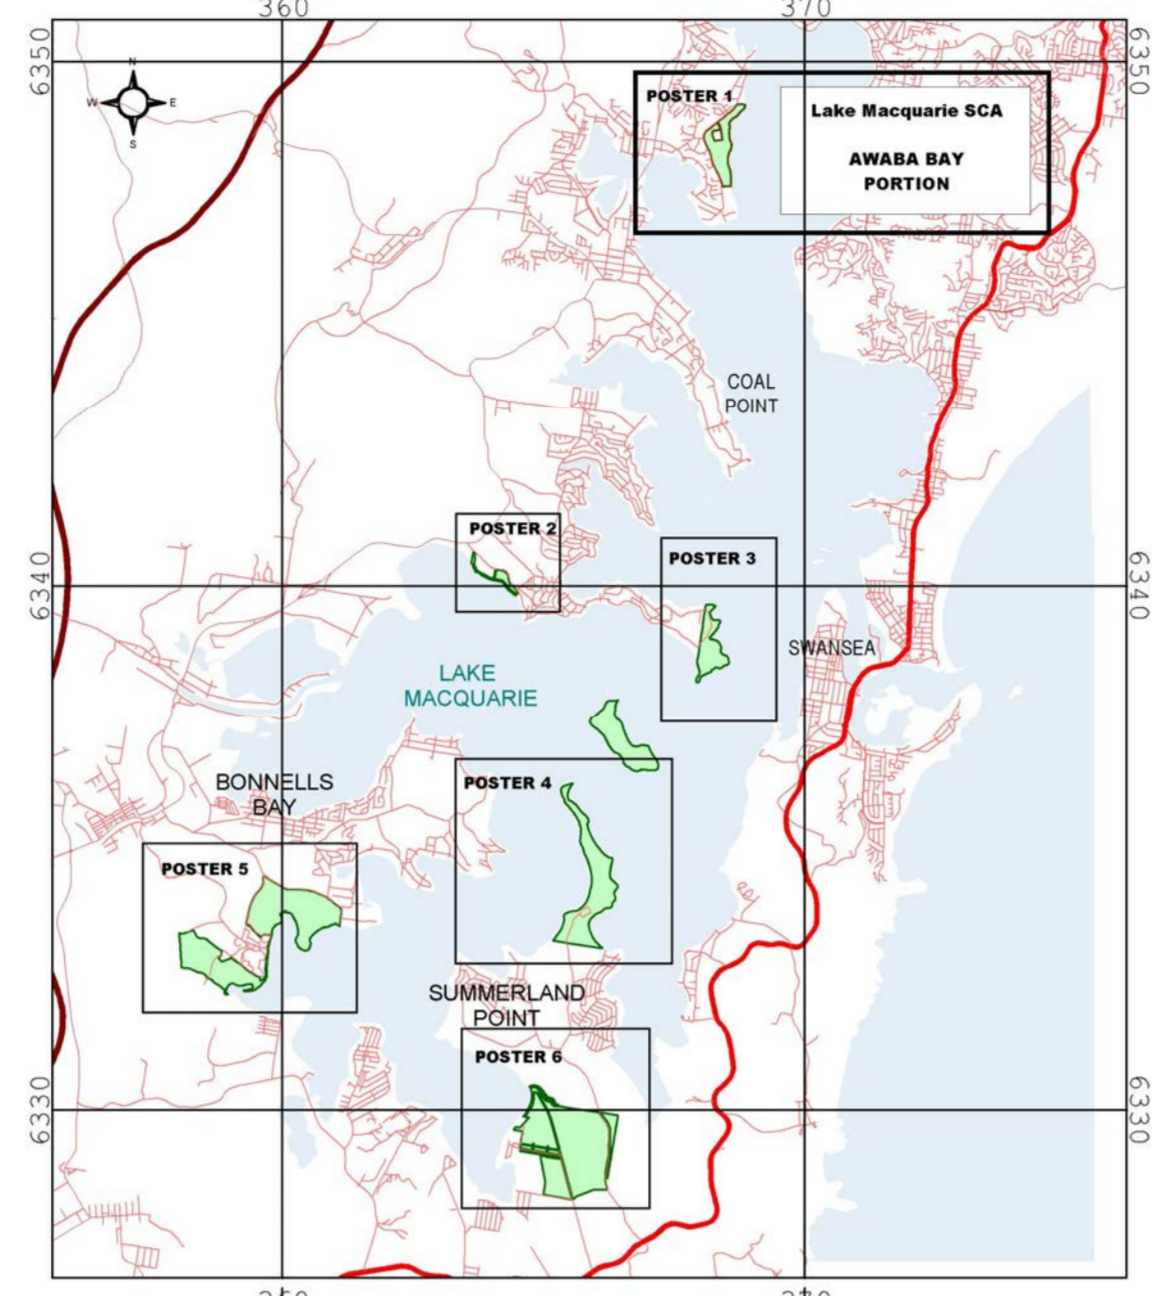 360
370
6350
6350
N
W
E
S
POSTER 1
Lake Macquarie SCA
AWABA BAY
PORTION
COAL
POINT
POSTER 2
POSTER 3
6340
6340
SWANSEA
LAKE
MACQUARIE
BONNELLS
BAY
POSTER 4
POSTER 5
SUMMERLAND
POINT
POSTER 6
6330
6330